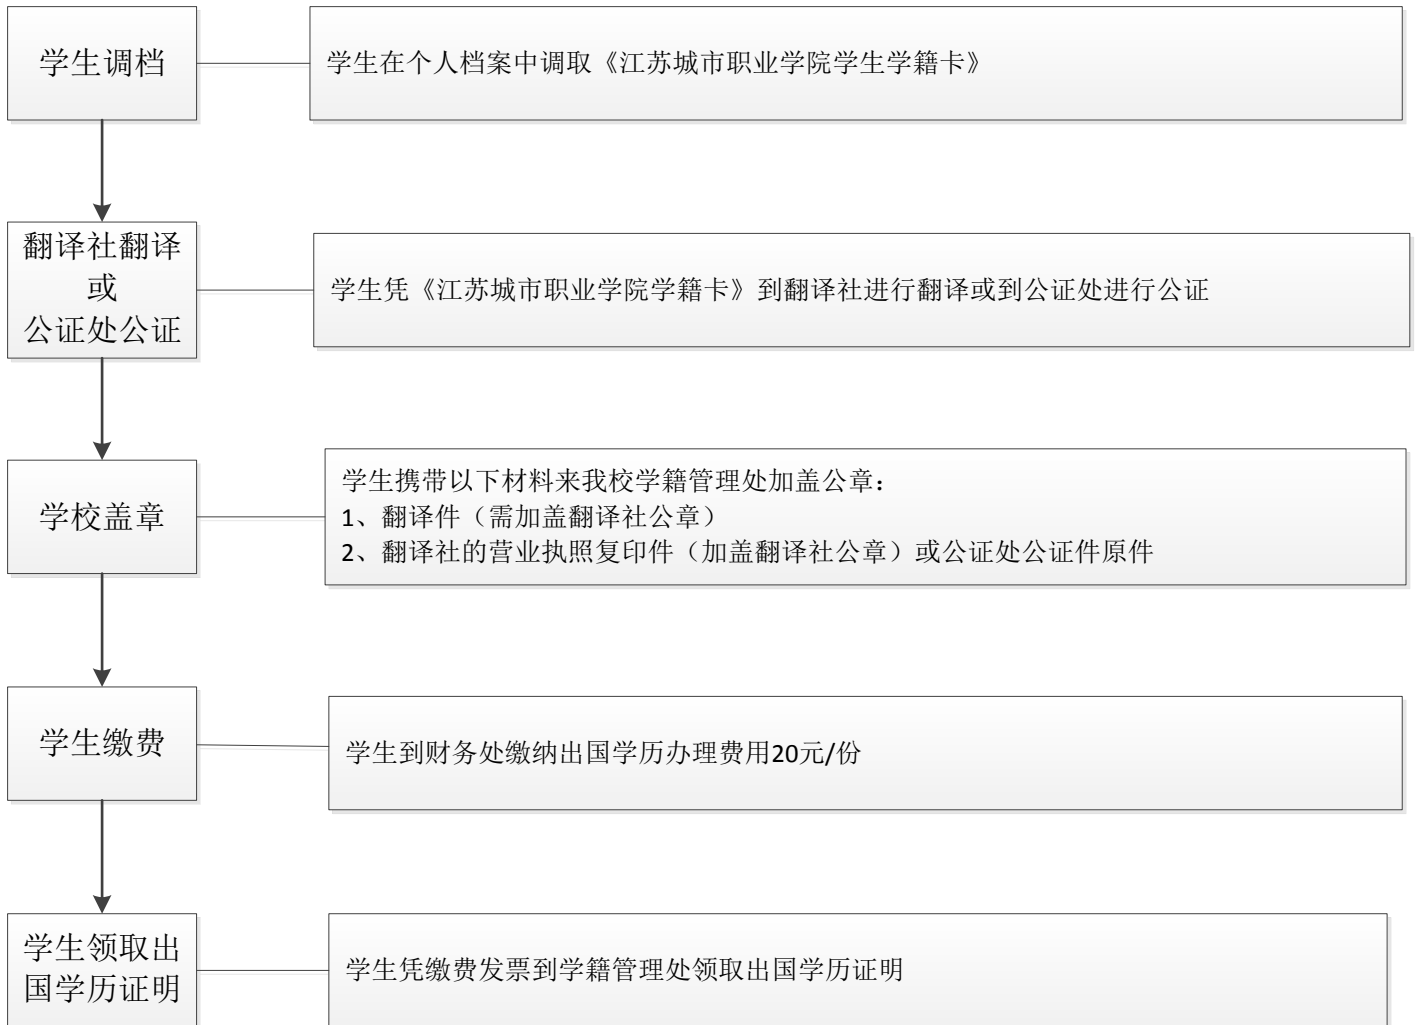 学生调档
学生在个人档案中调取《江苏城市职业学院学生学籍卡》
翻译社翻译
或
公证处公证
学生凭《江苏城市职业学院学籍卡》到翻译社进行翻译或到公证处进行公证
学校盖章
学生携带以下材料来我校学籍管理处加盖公章：
1、翻译件（需加盖翻译社公章）
2、翻译社的营业执照复印件（加盖翻译社公章）或公证处公证件原件
学生缴费
学生到财务处缴纳出国学历办理费用20元/份
学生领取出
国学历证明
学生凭缴费发票到学籍管理处领取出国学历证明